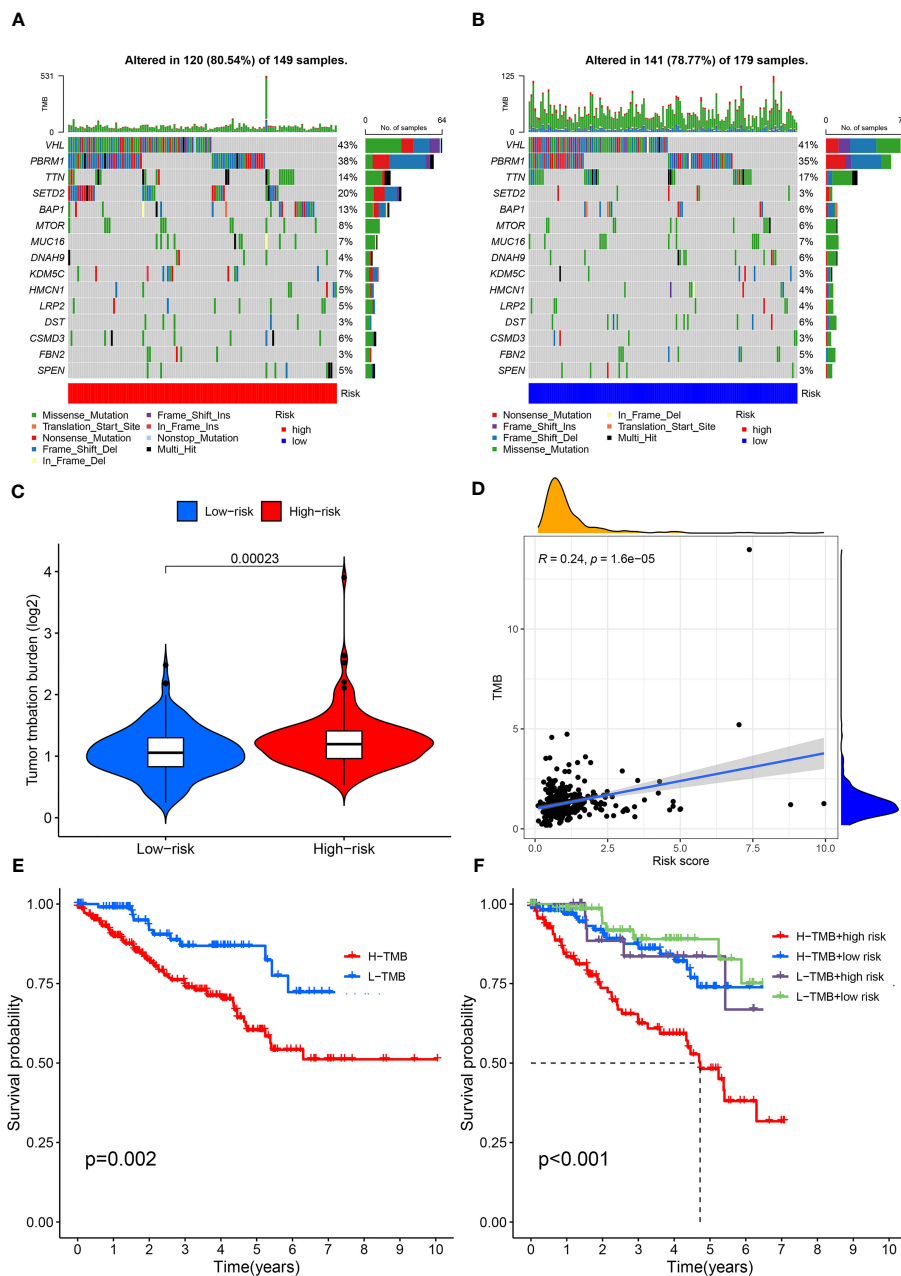 A
Altered in 120 (80.54%) of 149 samples.
531
0
TMB
0 64
No. of samples
VHL 43%
PBRM1 38%
TTN 14%
SETD2 20%
BAP1 13%
MTOR 8%
MUC16 7%
DNAH9 4%
KDM5C 7%
HMCN1 5%
LRP2 5%
DST 3%
CSMD3 6%
FBN2 3%
SPEN 5%
Risk
Missense_Mutation
Translation_Start_Site
Nonsense_Mutation
Frame_Shift_Del
In_Frame_Del
Frame_Shift_Ins
In_Frame_Ins
Nonstop_Mutation
Multi_Hit
Risk
high
low
B
Altered in 141 (78.77%) of 179 samples.
125
0
TMB
0 7
No. of samples
VHL 41%
PBRM1 35%
TTN 17%
SETD2 3%
BAP1 6%
MTOR 6%
MUC16 7%
DNAH9 6%
KDM5C 3%
HMCN1 4%
LRP2 4%
DST 6%
CSMD3 3%
FBN2 5%
SPEN 3%
Risk
Nonsense_Mutation
Frame_Shift_Ins
Frame_Shift_Del
Missense_Mutation
In_Frame_Del
Translation_Start_Site
Multi_Hit
Risk
high
low
C
Low−risk High−risk
0.00023
Tumor tmbation burden (log2)
4
3
2
1
0
Low−risk High−risk
D
R = 0.24, p = 1.6e−05
TMB
10
5
0
0.0 2.5 5.0 7.5 10.0
Risk score
E
Survival probability
1.00
0.75
0.50
0.25
0.00
H−TMB
L−TMB
p=0.002
0 1 2 3 4 5 6 7 8 9 10
Time(years)
F
Survival probability
1.00
0.75
0.50
0.25
0.00
H−TMB+high risk
H−TMB+low risk
L−TMB+high risk
L−TMB+low risk
p<0.001
0 1 2 3 4 5 6 7 8 9 10
Time(years)